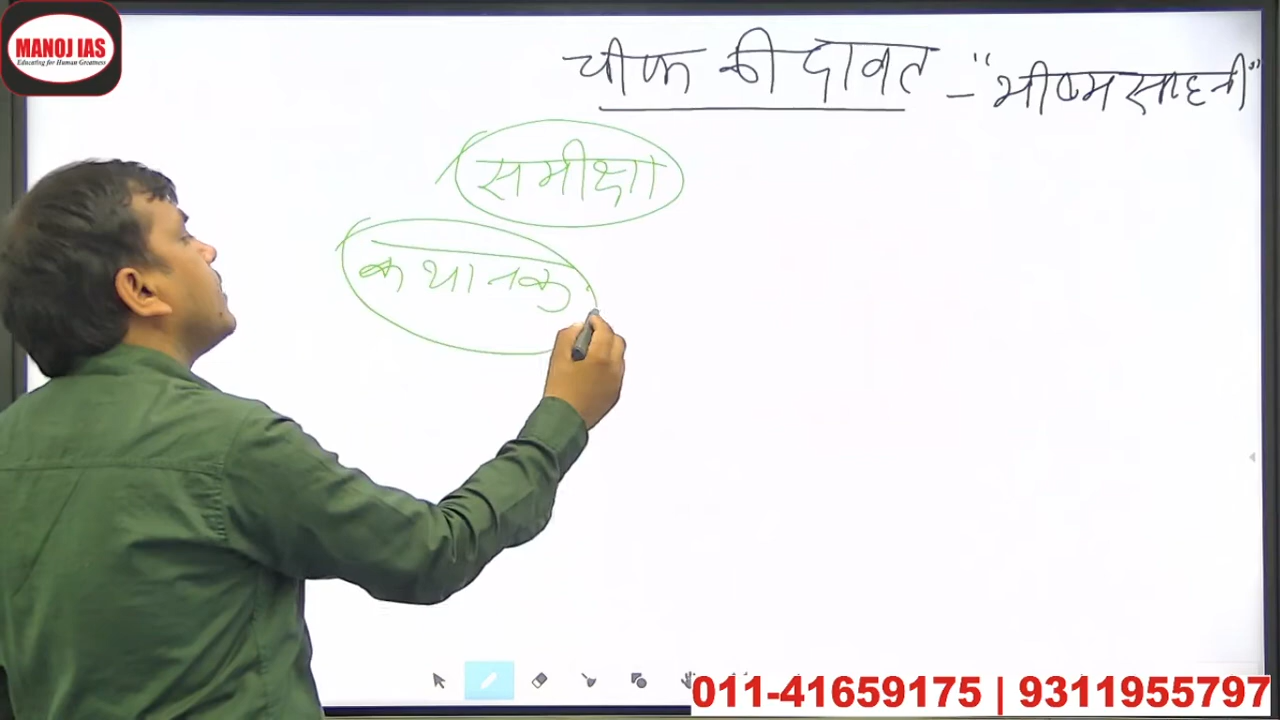 MANOJ IAS
Educating for Human Greatness
चीफ की दावत - "भीष्म साहनी"
समीक्षा
कथानक
011-41659175 | 9311955797